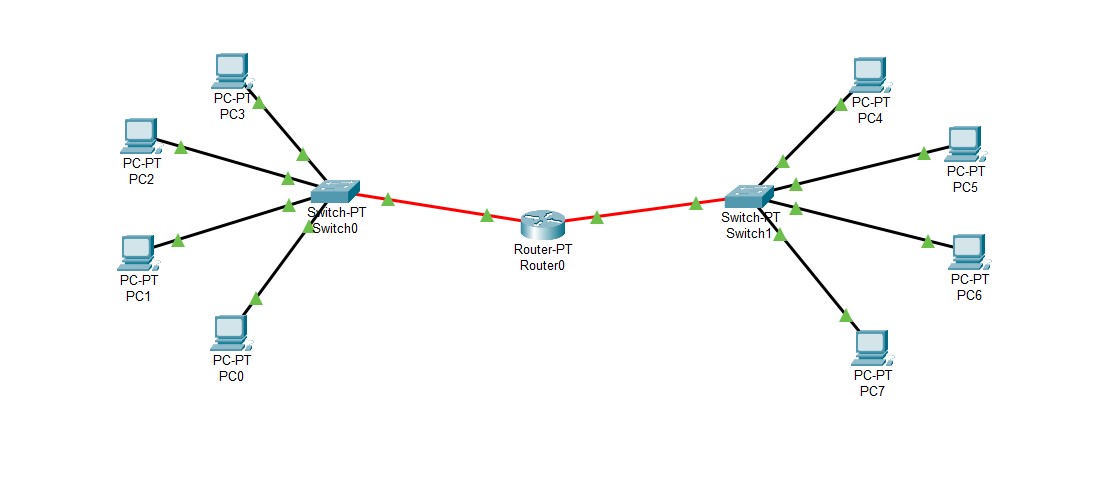 PC-PT
PC3
PC-PT
PC2
PC-PT
PC1
PC-PT
PC0
Switch-PT
Switch0
Router-PT
Router0
Switch-PT
Switch1
PC-PT
PC4
PC-PT
PC5
PC-PT
PC6
PC-PT
PC7